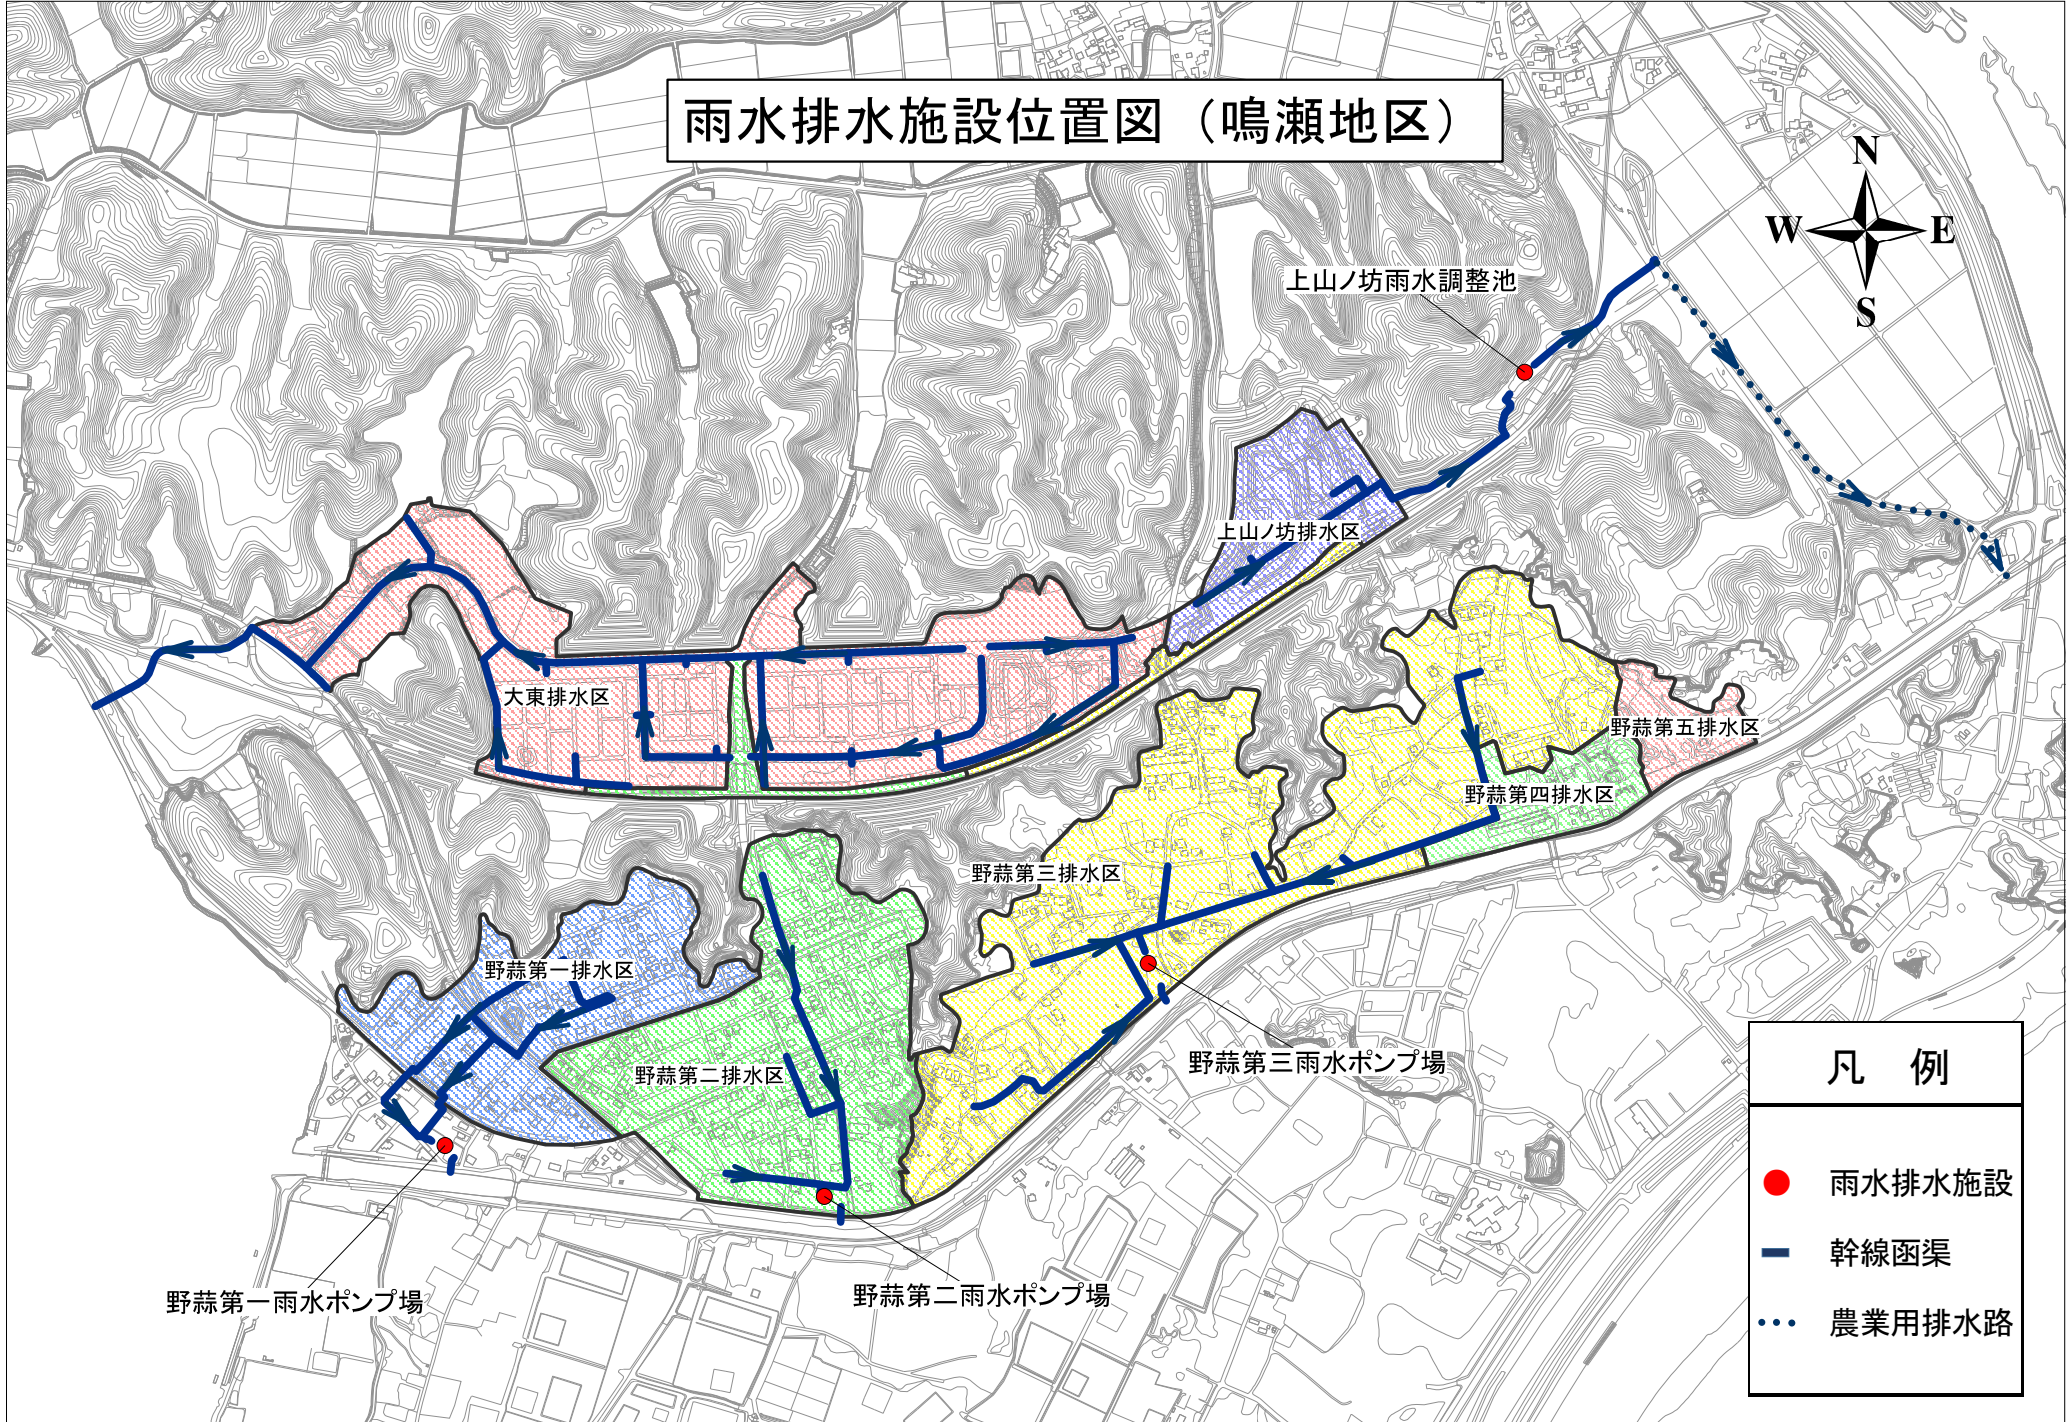 雨水排水施設位置図（鳴瀬地区）
N
W
E
S
上山ノ坊雨水調整池
上山ノ坊排水区
大東排水区
野蒜第五排水区
野蒜第四排水区
野蒜第三排水区
野蒜第一排水区
野蒜第二排水区
野蒜第三雨水ポンプ場
野蒜第一雨水ポンプ場
野蒜第二雨水ポンプ場
凡 例
雨水排水施設
幹線函渠
農業用排水路